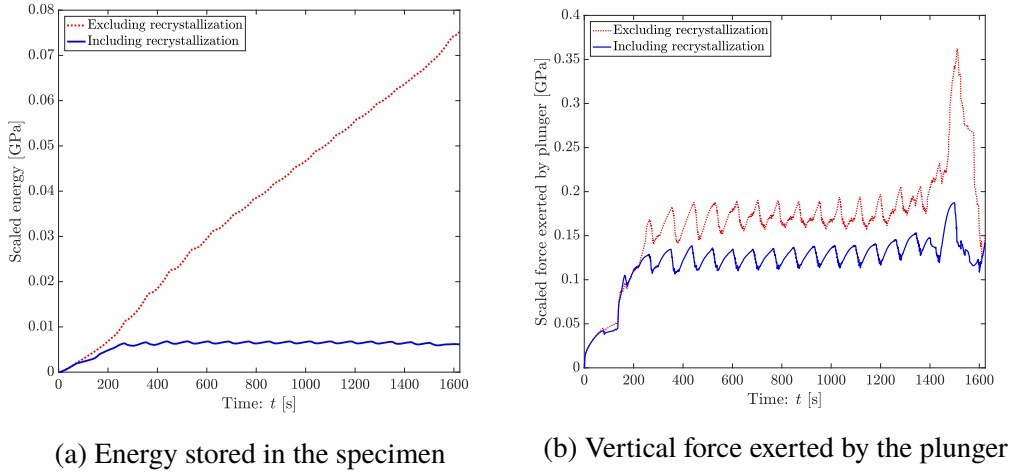 0.08
0.07
0.06
0.05
0.04
0.03
0.02
0.01
0
Scaled energy [GPa]
Excluding recrystallization
Including recrystallization
0 200 400 600 800 1000 1200 1400 1600
Time: t [s]
(a) Energy stored in the specimen
0.4
0.35
0.3
0.25
0.2
0.15
0.1
0.05
0
Scaled force exerted by plunger [GPa]
Excluding recrystallization
Including recrystallization
0 200 400 600 800 1000 1200 1400 1600
Time: t [s]
(b) Vertical force exerted by the plunger